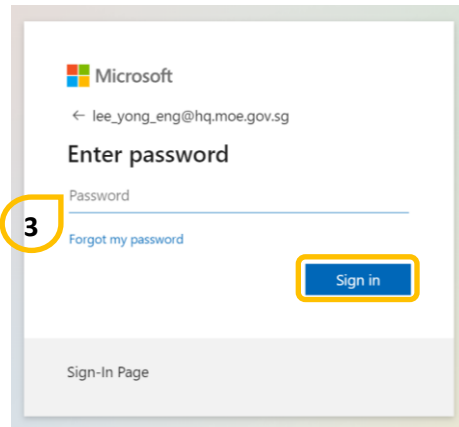 Microsoft
← lee_yong_eng@hq.moe.gov.sg
Enter password
Password
3
Forgot my password
Sign in
Sign-In Page